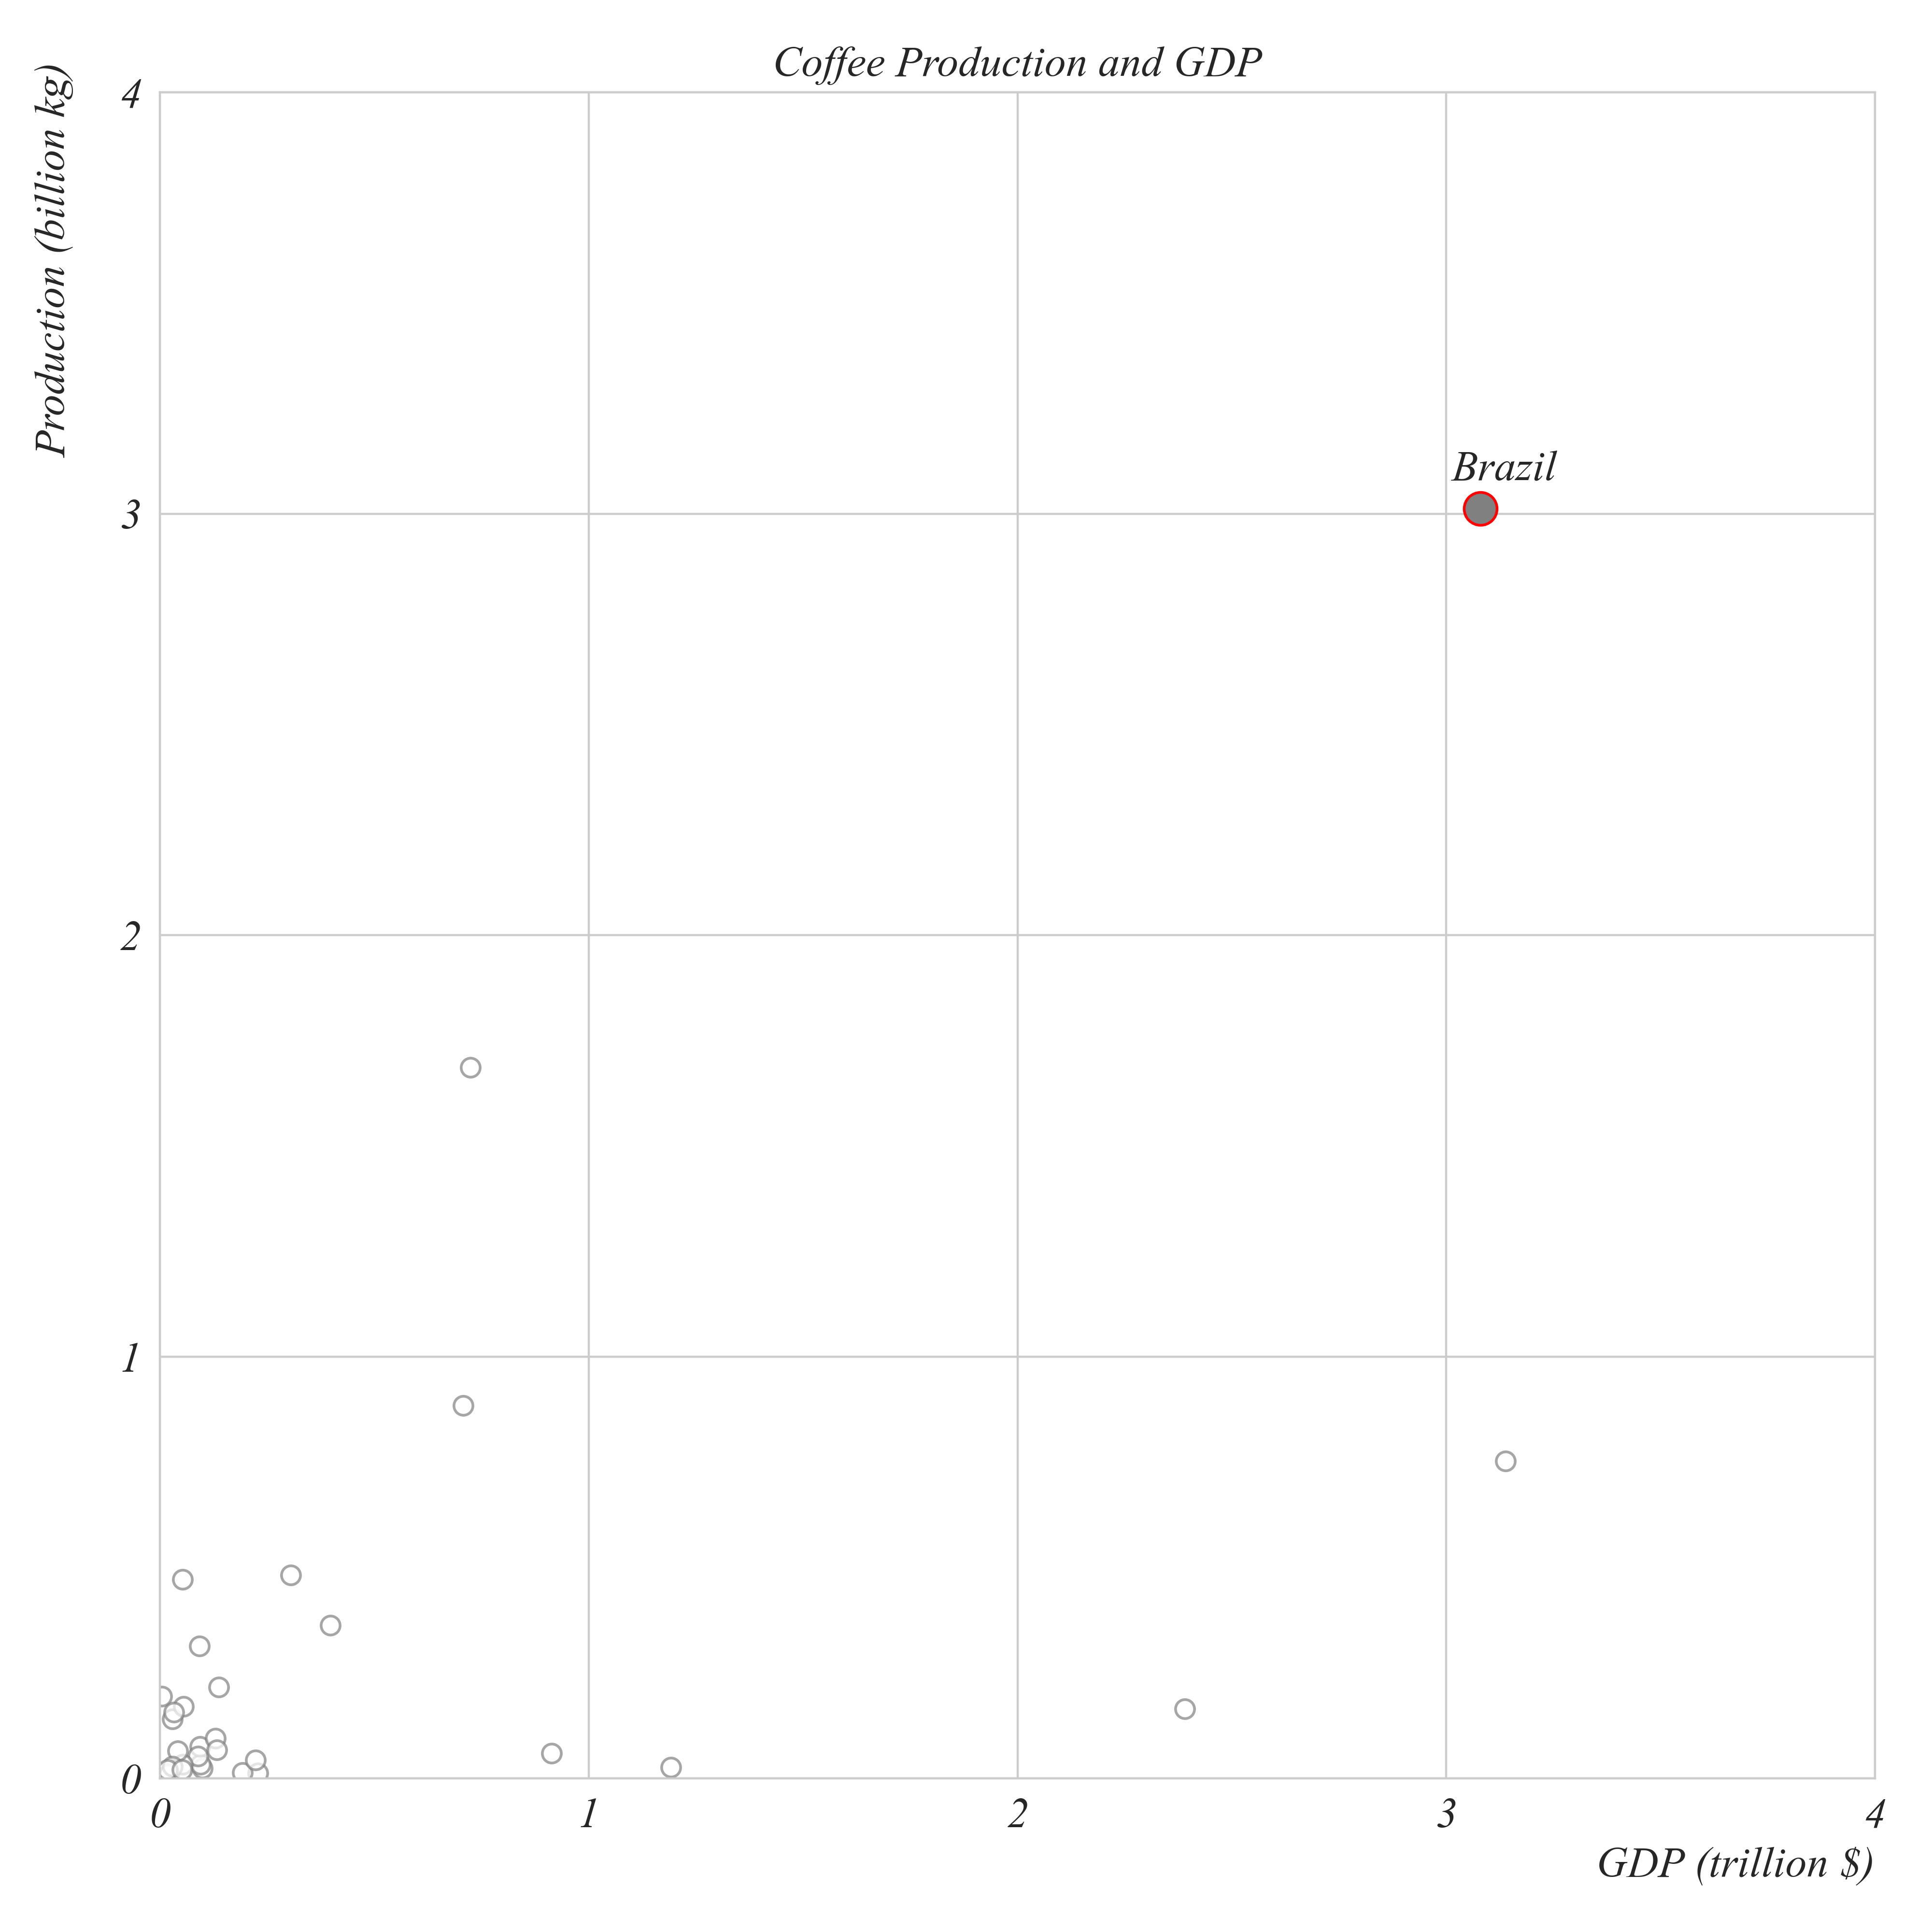 Coffee Production and GDP
Production (billion kg)
4
3
2
1
0
Brazil
0 1 2 3 4
GDP (trillion $)